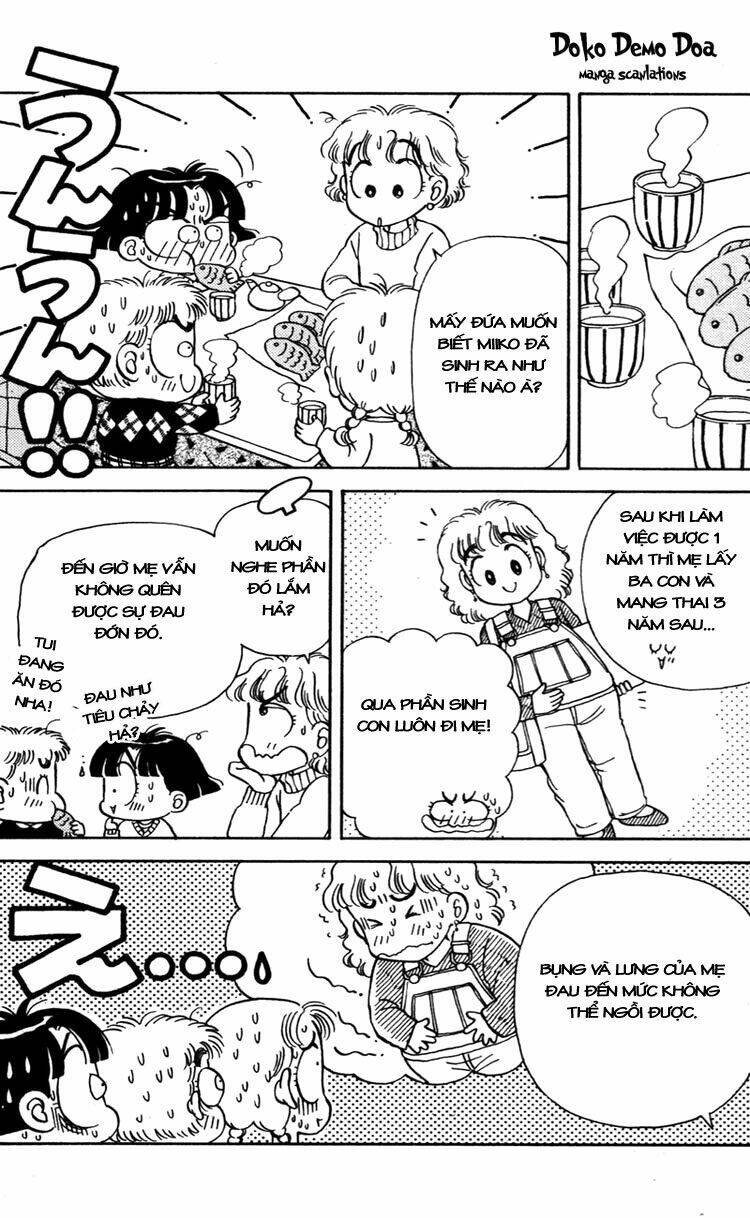 DOKO DEMO DOA
MANGA SCANLATIONS
うんうん!!
MẤY ĐỨA MUỐN
BIẾT MIIKO ĐÃ
SINH RA NHƯ
THẾ NÀO À?
SAU KHI LÀM
VIỆC ĐƯỢC 1
NĂM THÌ MẸ LẤY
BA CON VÀ
MANG THAI 3
NĂM SAU...
QUA PHẦN SINH
CON LUÔN ĐI MẸ!
MUỐN
NGHE PHẦN
ĐÓ LẮM
HẢ?
ĐẾN GIỜ MẸ VẪN
KHÔNG QUÊN
ĐƯỢC SỰ ĐAU
ĐỚN ĐÓ.
ĐAU NHƯ
TIÊU CHẢY
HẢ?
TUI
ĐANG
ĂN ĐÓ
NHA!
BỤNG VÀ LƯNG CỦA MẸ
ĐAU ĐẾN MỨC KHÔNG
THỂ NGỒI ĐƯỢC.
え...